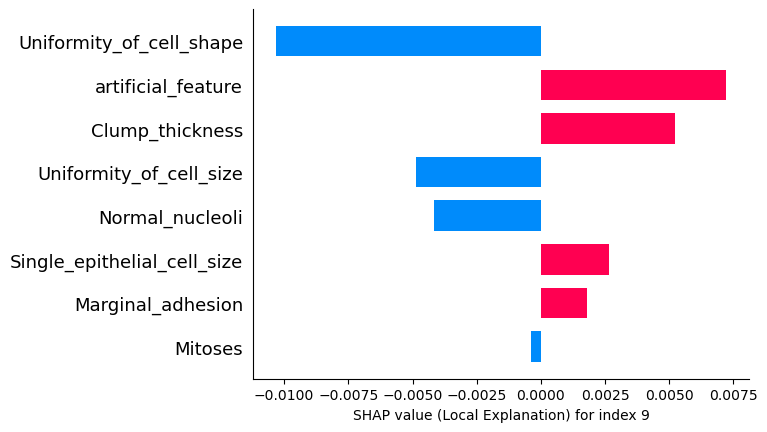 Uniformity_of_cell_shape
artificial_feature
Clump_thickness
Uniformity_of_cell_size
Normal_nucleoli
Single_epithelial_cell_size
Marginal_adhesion
Mitoses
−0.0100 −0.0075 −0.0050 −0.0025 0.0000 0.0025 0.0050 0.0075
SHAP value (Local Explanation) for index 9